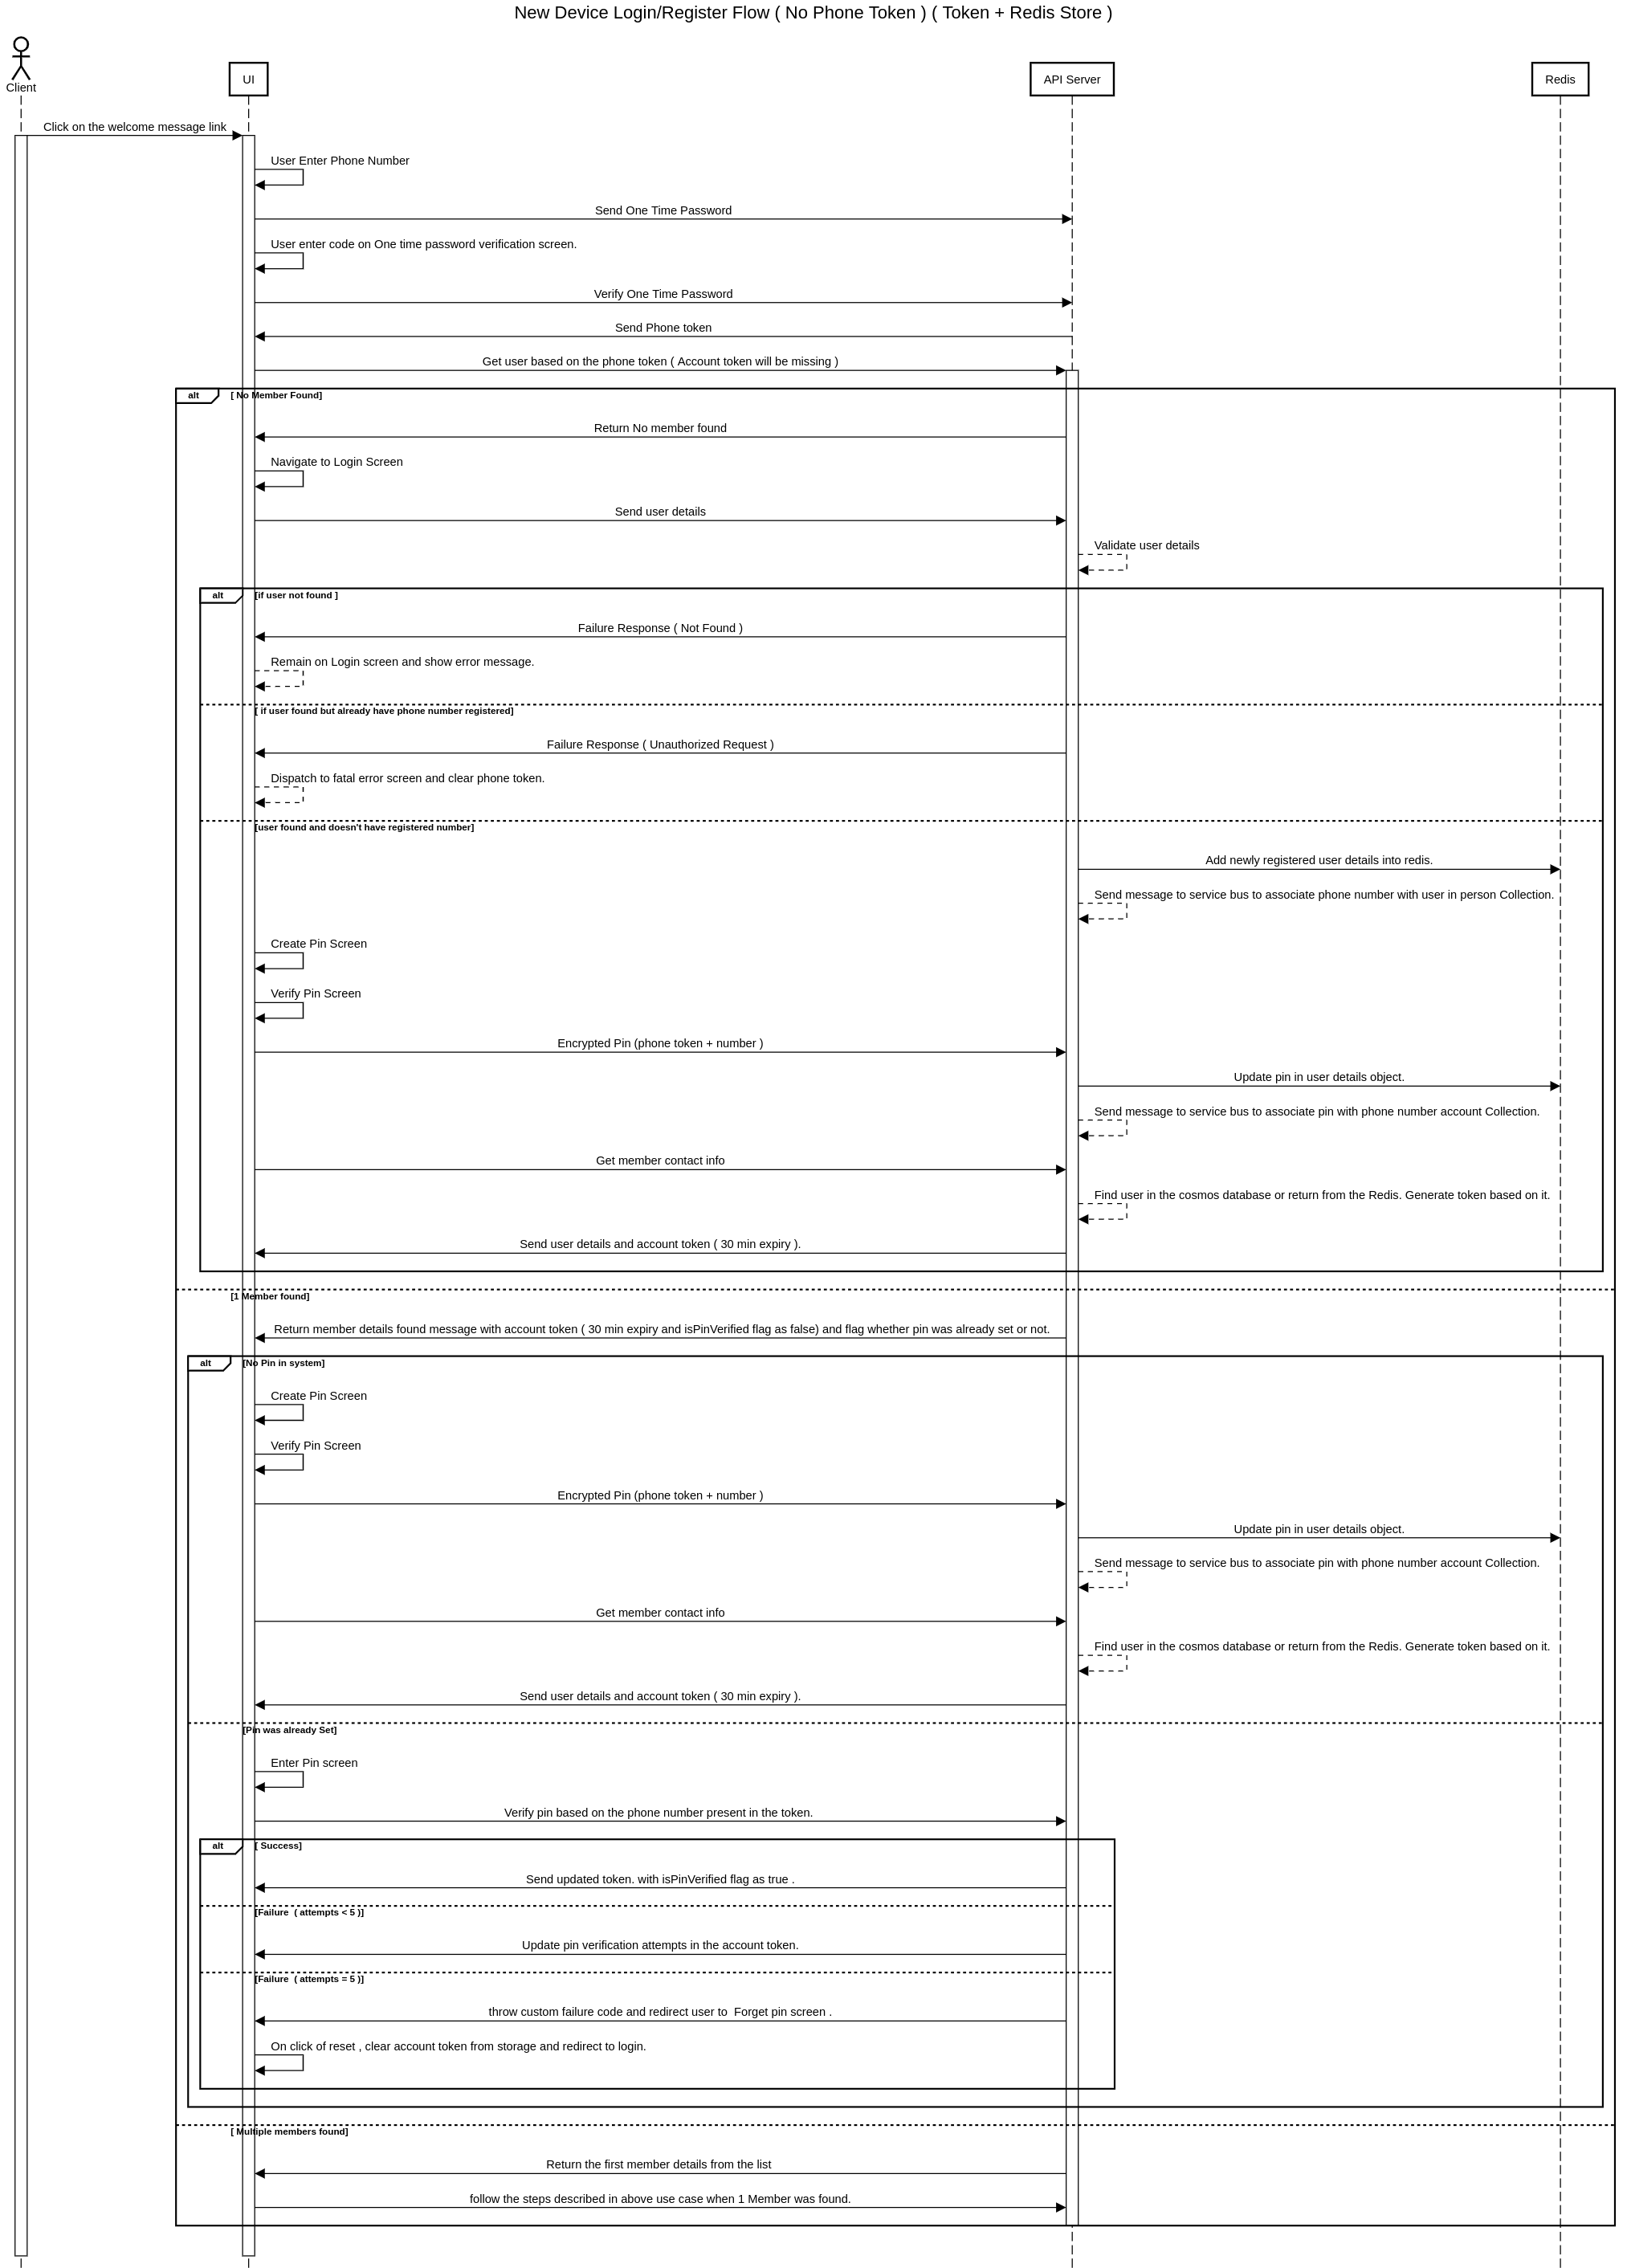 New Device Login/Register Flow ( No Phone Token ) ( Token + Redis Store )
Client
UI
API Server
Redis
Click on the welcome message link
User Enter Phone Number
Send One Time Password
User enter code on One time password verification screen.
Verify One Time Password
Send Phone token
Get user based on the phone token ( Account token will be missing )
alt [ No Member Found]
Return No member found
Navigate to Login Screen
Send user details
Validate user details
alt [if user not found ]
Failure Response ( Not Found )
Remain on Login screen and show error message.
[ if user found but already have phone number registered]
Failure Response ( Unauthorized Request )
Dispatch to fatal error screen and clear phone token.
[user found and doesn't have registered number]
Add newly registered user details into redis.
Send message to service bus to associate phone number with user in person Collection.
Create Pin Screen
Verify Pin Screen
Encrypted Pin (phone token + number )
Update pin in user details object.
Send message to service bus to associate pin with phone number account Collection.
Get member contact info
Find user in the cosmos database or return from the Redis. Generate token based on it.
Send user details and account token ( 30 min expiry ).
[1 Member found]
Return member details found message with account token ( 30 min expiry and isPinVerified flag as false) and flag whether pin was already set or not.
alt [No Pin in system]
Create Pin Screen
Verify Pin Screen
Encrypted Pin (phone token + number )
Update pin in user details object.
Send message to service bus to associate pin with phone number account Collection.
Get member contact info
Find user in the cosmos database or return from the Redis. Generate token based on it.
Send user details and account token ( 30 min expiry ).
[Pin was already Set]
Enter Pin screen
Verify pin based on the phone number present in the token.
alt [ Success]
Send updated token. with isPinVerified flag as true .
[Failure ( attempts < 5 )]
Update pin verification attempts in the account token.
[Failure ( attempts = 5 )]
throw custom failure code and redirect user to Forget pin screen .
On click of reset , clear account token from storage and redirect to login.
[ Multiple members found]
Return the first member details from the list
follow the steps described in above use case when 1 Member was found.